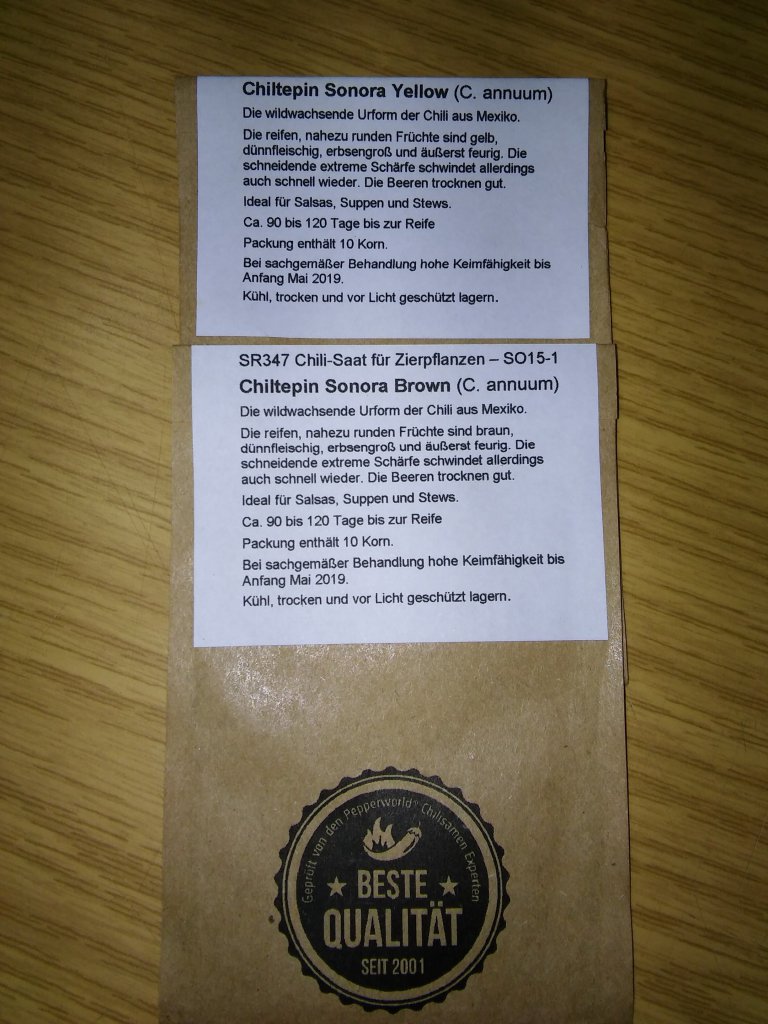 Chiltepin Sonora Yellow (C. annuum)
Die wildwachsende Urform der Chili aus Mexiko.
Die reifen, nahezu runden Früchte sind gelb,
dünnfleischig, erbsengroß und äußerst feurig. Die
schneidende extreme Schärfe schwindet allerdings
auch schnell wieder. Die Beeren trocknen gut.
Ideal für Salsas, Suppen und Stews.
Ca. 90 bis 120 Tage bis zur Reife
Packung enthält 10 Korn.
Bei sachgemäßer Behandlung hohe Keimfähigkeit bis
Anfang Mai 2019.
Kühl, trocken und vor Licht geschützt lagern.
SR347 Chili-Saat für Zierpflanzen – SO15-1
Chiltepin Sonora Brown (C. annuum)
Die wildwachsende Urform der Chili aus Mexiko.
Die reifen, nahezu runden Früchte sind braun,
dünnfleischig, erbsengroß und äußerst feurig. Die
schneidende extreme Schärfe schwindet allerdings
auch schnell wieder. Die Beeren trocknen gut.
Ideal für Salsas, Suppen und Stews.
Ca. 90 bis 120 Tage bis zur Reife
Packung enthält 10 Korn.
Bei sachgemäßer Behandlung hohe Keimfähigkeit bis
Anfang Mai 2019.
Kühl, trocken und vor Licht geschützt lagern.
Geprüft von den Pepperworld® Chilisamen Experten
BESTE
QUALITÄT
SEIT 2001